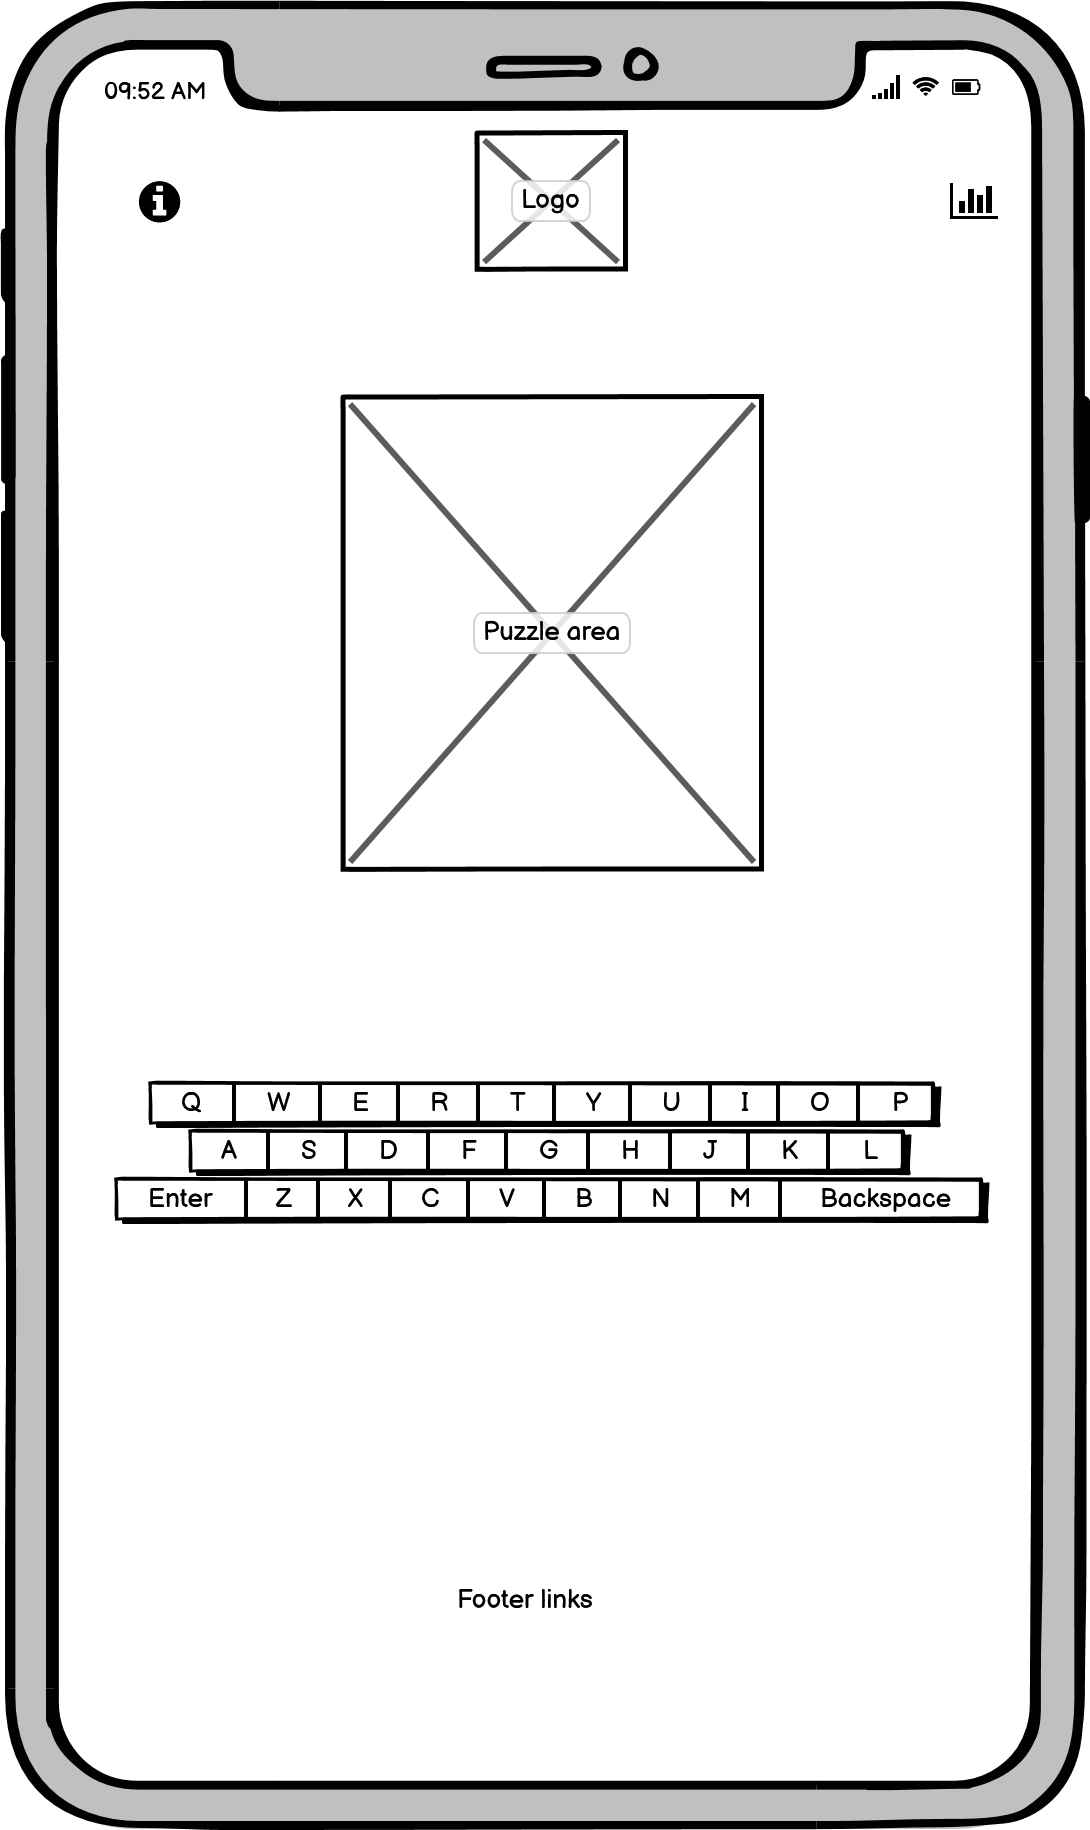 09:52 AM
Logo
Puzzle area
Q W E R T Y U I O P
A S D F G H J K L
Enter Z X C V B N M Backspace
Footer links